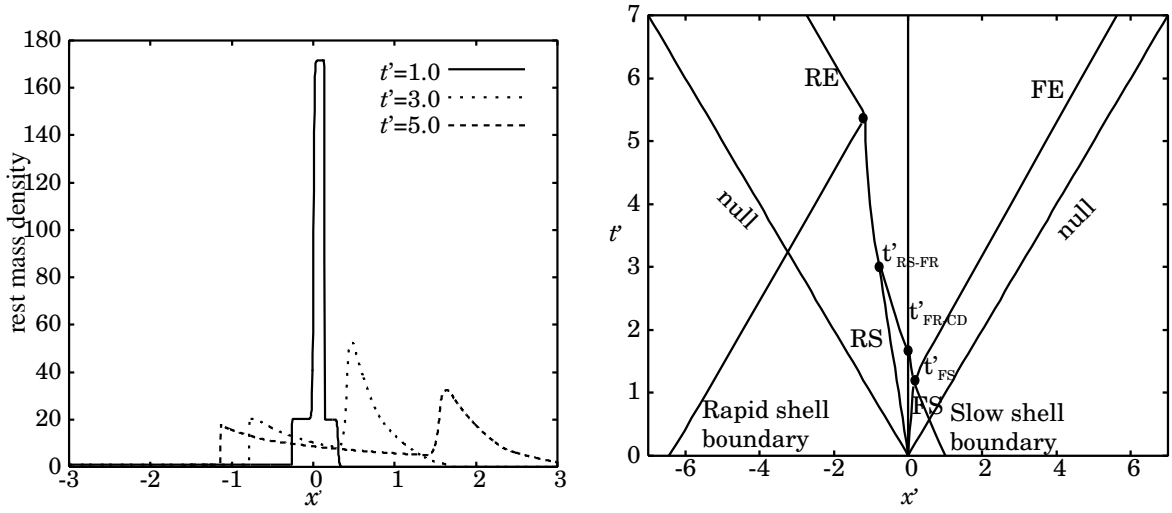 180
160
140
120
100
80
60
40
20
0
rest mass density
t'=1.0
t'=3.0
t'=5.0
-3
-2
-1
0
1
2
3
x'
7
6
5
4
3
2
1
0
t'
RE
FE
null
null
t'RS-FR
t'FR-CD
RS
t'FS
FS
Rapid shell
boundary
Slow shell
boundary
-6
-4
-2
0
2
4
6
x'